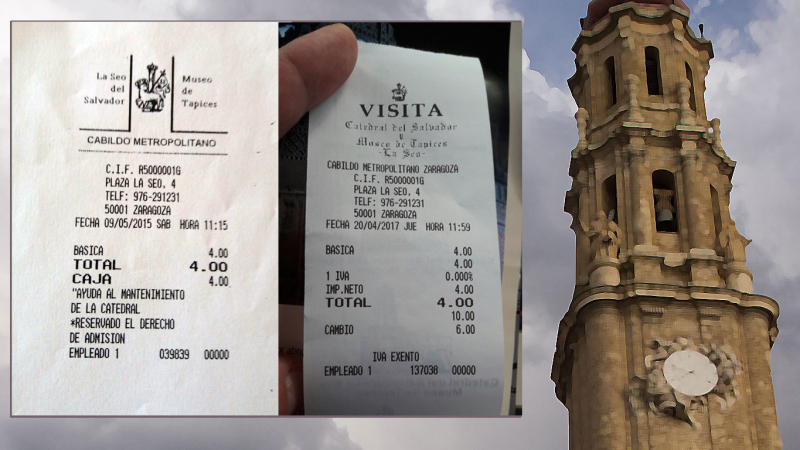 La Seo
del
Salvador
Museo
de
Tapices
CABILDO METROPOLITANO
C.I.F. R5000001G
PLAZA LA SEO, 4
TELF: 976-291231
50001 ZARAGOZA
FECHA 09/05/2015 SAB HORA 11:15
BASICA 4.00
TOTAL 4.00
CAJA 4.00
"AYUDA AL MANTENIMIENTO
DE LA CATEDRAL
*RESERVADO EL DERECHO
DE ADMISION
EMPLEADO 1 039839 00000
VISITA
Catedral del Salvador
y
Museo de Tapices
-La Seo-
CABILDO METROPOLITANO ZARAGOZA
C.I.F. R5000001G
PLAZA LA SEO, 4
TELF: 976-291231
50001 ZARAGOZA
FECHA 20/04/2017 JUE HORA 11:59
BASICA 4.00
4.00
1 IVA 0.000%
IMP.NETO 4.00
TOTAL 4.00
10.00
CAMBIO 6.00
IVA EXENTO
EMPLEADO 1 137038 00000